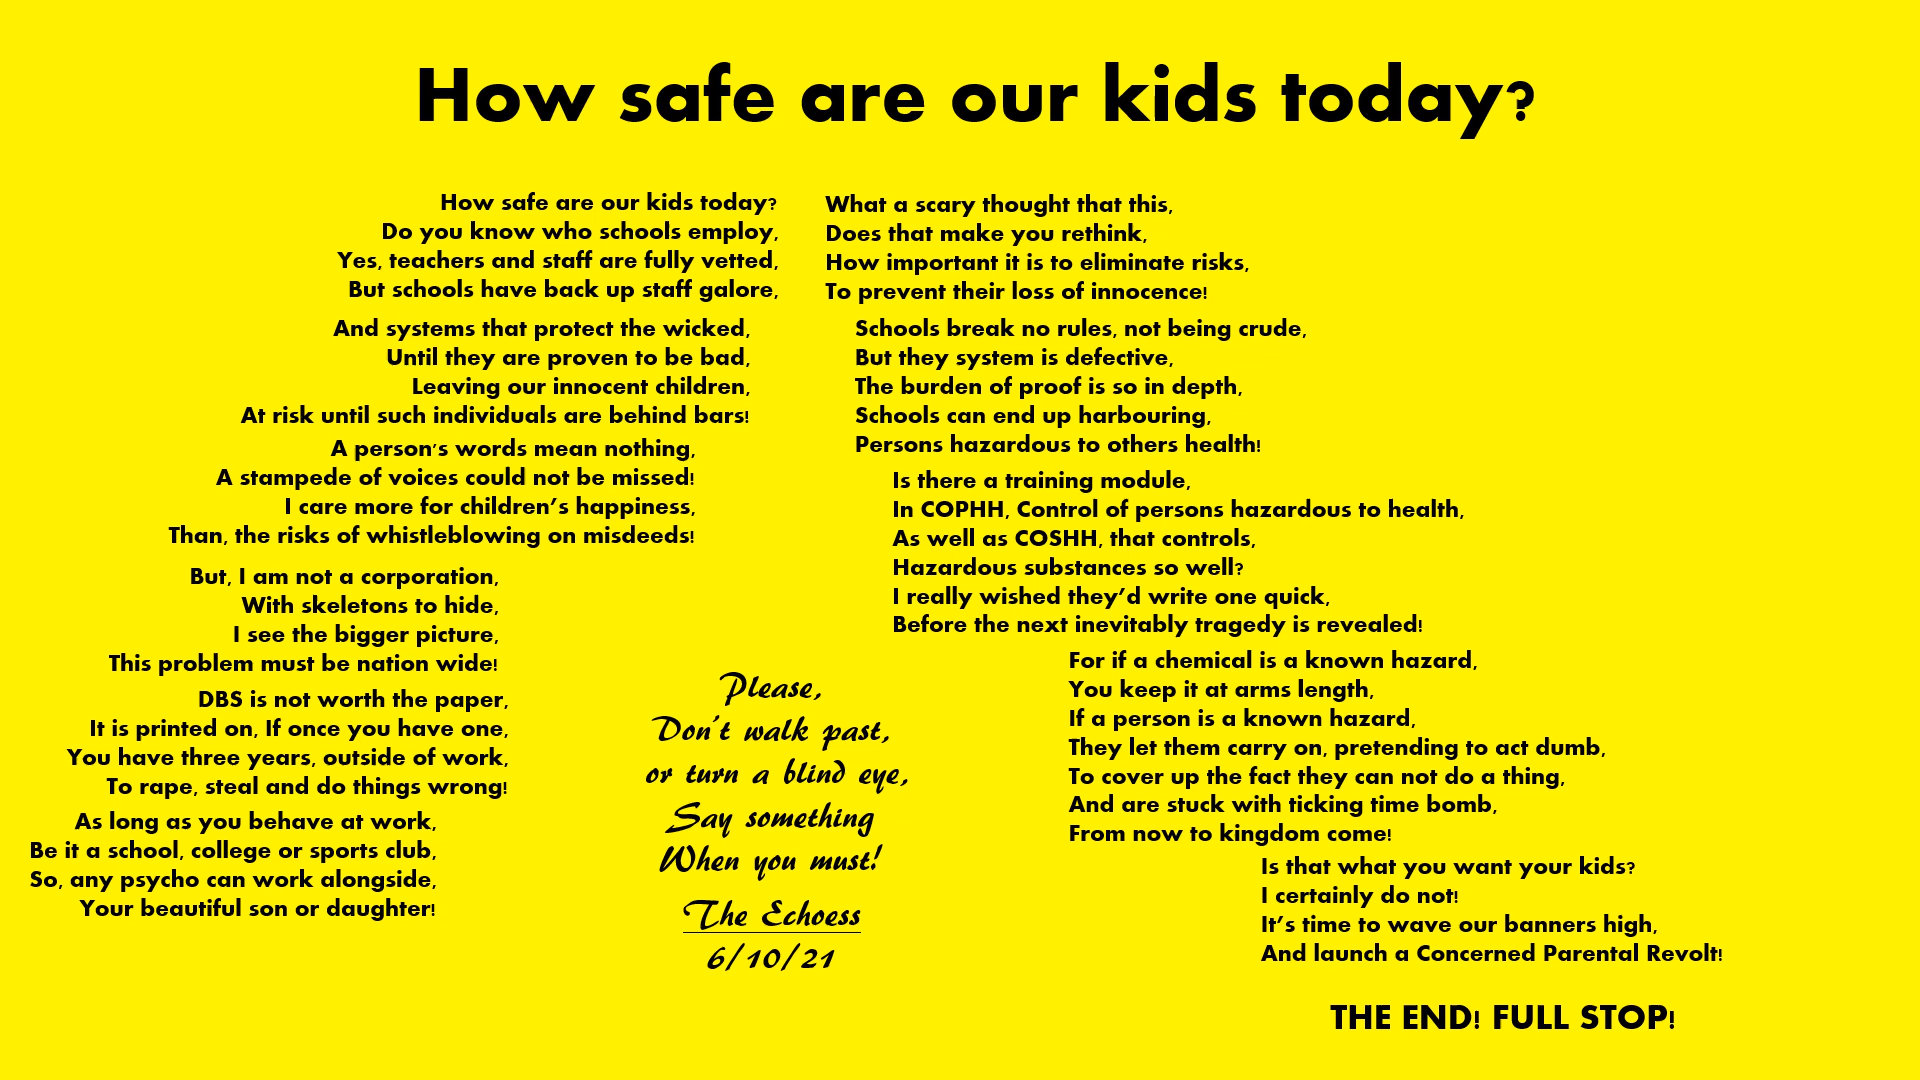 How safe are our kids today?
How safe are our kids today?
Do you know who schools employ,
Yes, teachers and staff are fully vetted,
But schools have back up staff galore,
And systems that protect the wicked,
Until they are proven to be bad,
Leaving our innocent children,
At risk until such individuals are behind bars!
A person's words mean nothing,
A stampede of voices could not be missed!
I care more for children's happiness,
Than, the risks of whistleblowing on misdeeds!
But, I am not a corporation,
With skeletons to hide,
I see the bigger picture,
This problem must be nation wide!
DBS is not worth the paper,
It is printed on, If once you have one,
You have three years, outside of work,
To rape, steal and do things wrong!
As long as you behave at work,
Be it a school, college or sports club,
So, any psycho can work alongside,
Your beautiful son or daughter!
What a scary thought that this,
Does that make you rethink,
How important it is to eliminate risks,
To prevent their loss of innocence!
Schools break no rules, not being crude,
But they system is defective,
The burden of proof is so in depth,
Schools can end up harbouring,
Persons hazardous to others health!
Is there a training module,
In COPHH, Control of persons hazardous to health,
As well as COSHH, that controls,
Hazardous substances so well?
I really wished they'd write one quick,
Before the next inevitably tragedy is revealed!
For if a chemical is a known hazard,
You keep it at arms length,
If a person is a known hazard,
They let them carry on, pretending to act dumb,
To cover up the fact they can not do a thing,
And are stuck with ticking time bomb,
From now to kingdom come!
Is that what you want your kids?
I certainly do not!
It's time to wave our banners high,
And launch a Concerned Parental Revolt!
THE END! FULL STOP!
Please,
Don't walk past,
or turn a blind eye,
Say something
When you must!
The Echoess
6/10/21